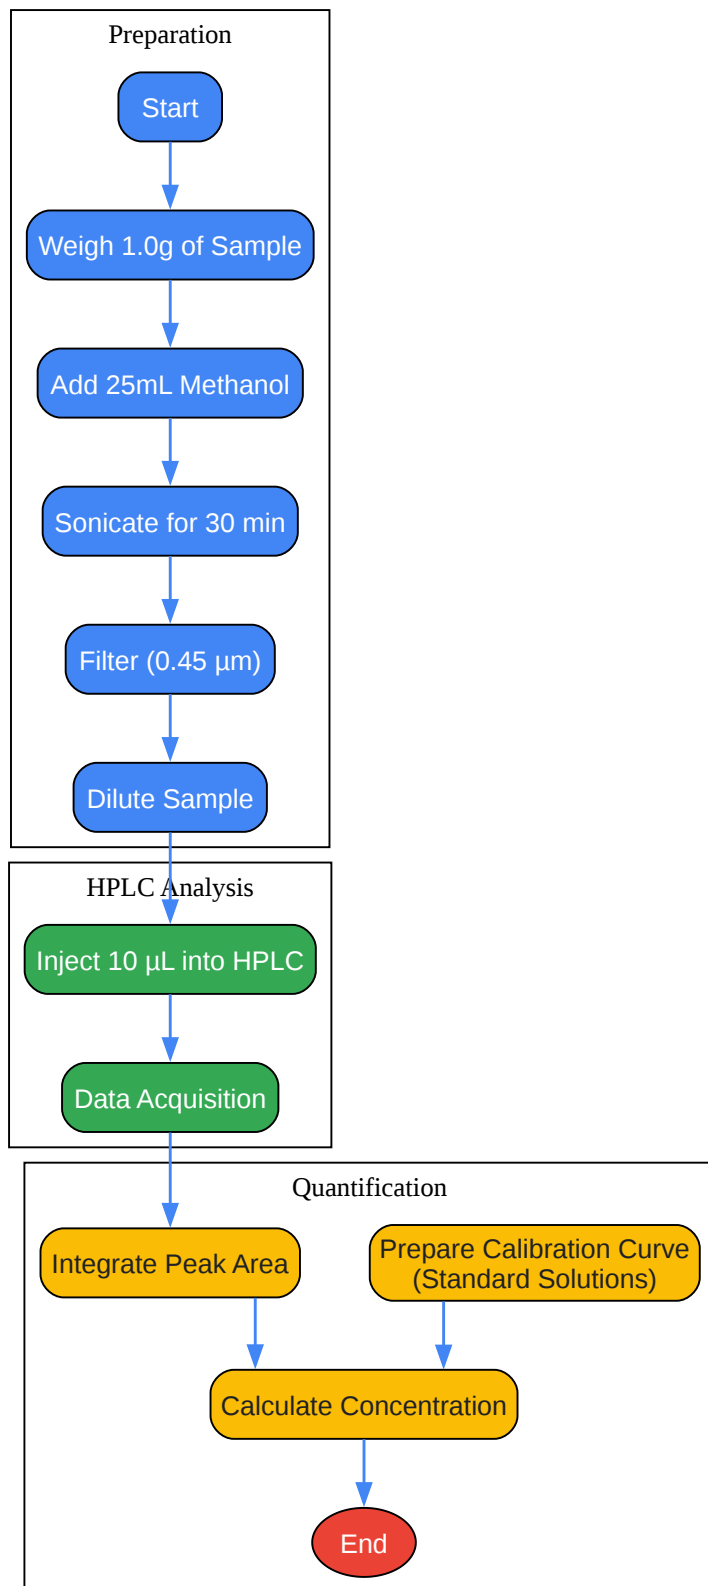 Preparation
Start
Weigh 1.0g of Sample
Add 25mL Methanol
Sonicate for 30 min
Filter (0.45 µm)
Dilute Sample
HPLC Analysis
Inject 10 µL into HPLC
Data Acquisition
Quantification
Integrate Peak Area
Prepare Calibration Curve
(Standard Solutions)
Calculate Concentration
End